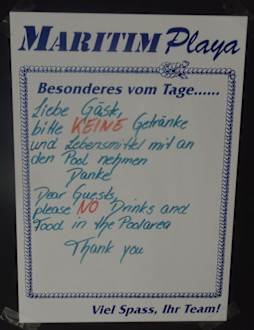 MARITIM Playa
Besonderes vom Tage......
Liebe Gäste,
bitte KEINE Getränke
und Lebensmittel mit an
den Pool nehmen
Danke
Dear Guests,
please NO Drinks and
Food in the Poolarea
Thank you
Viel Spass, Ihr Team!